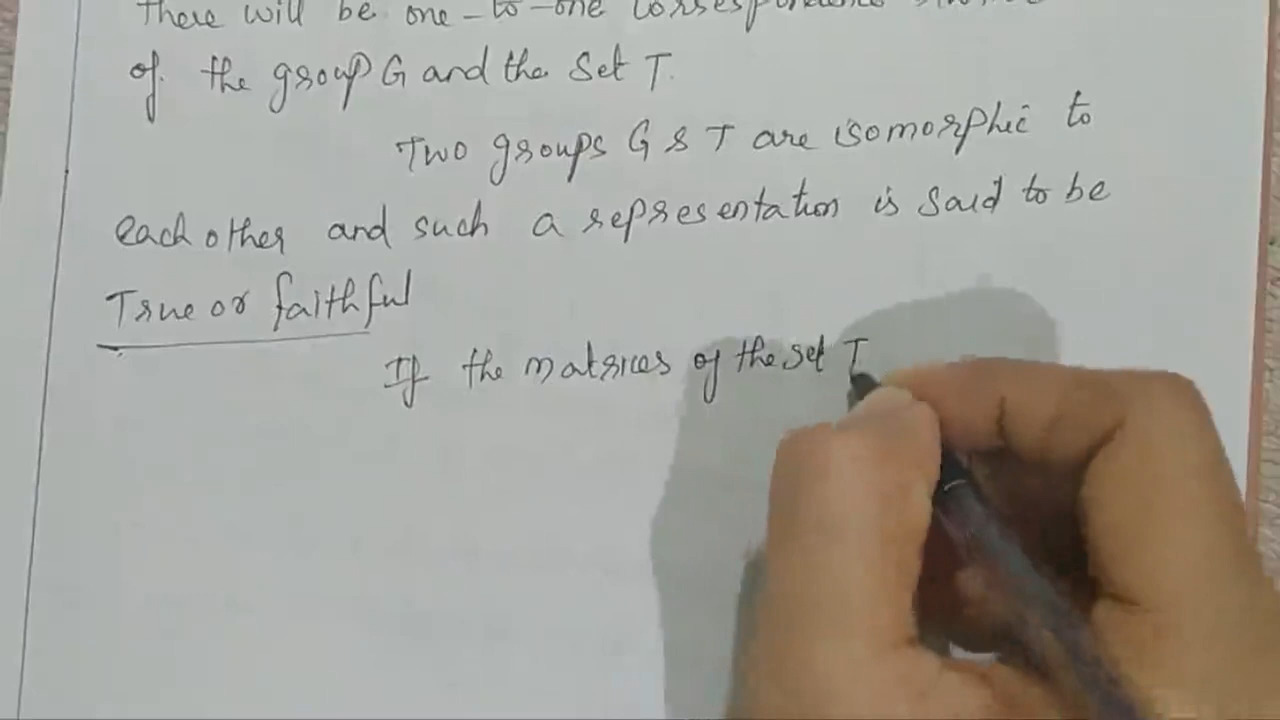 There will be one-to-one correspondence
of the group G and the set T.
Two groups G & T are isomorphic to
each other and such a representation is said to be
True or faithful
If the matrices of the set T